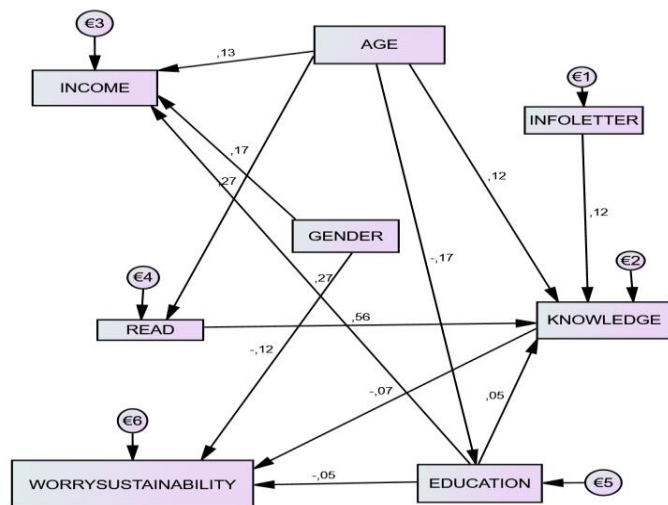 €3
AGE
,13
INCOME
€1
INFOLETTER
,17
,27
,12
,12
GENDER
-,17
€2
€4
,27
KNOWLEDGE
READ
,56
-,12
-,07
,05
€6
WORRYSUSTAINABILITY
-,05
EDUCATION
€5